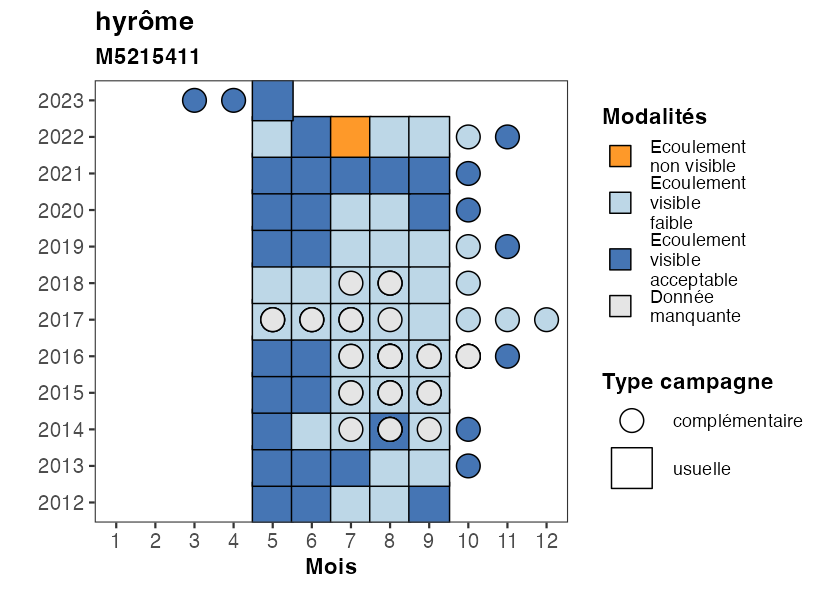 hyrôme
M5215411
2023
2022
2021
2020
2019
2018
2017
2016
2015
2014
2013
2012
1 2 3 4 5 6 7 8 9 10 11 12
Mois
Modalités
Ecoulement
non visible
Ecoulement
visible
faible
Ecoulement
visible
acceptable
Donnée
manquante
Type campagne
complémentaire
usuelle